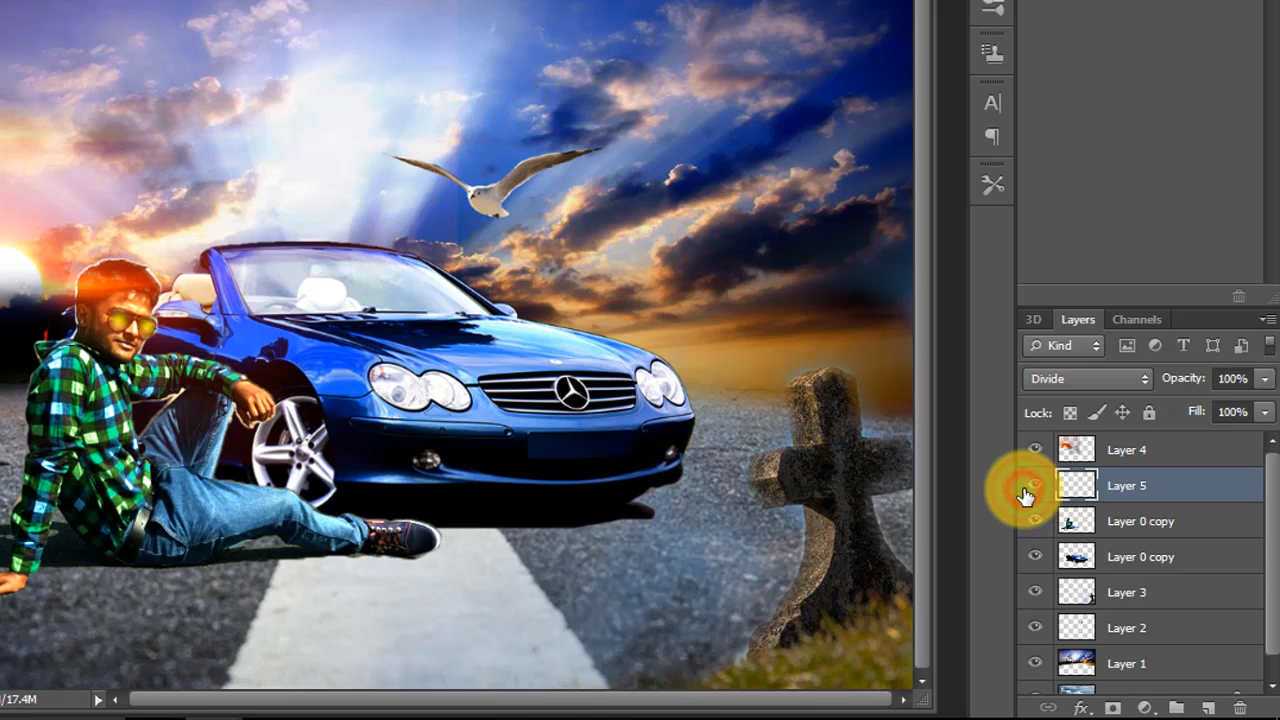 A|
3D Layers Channels
Kind
Divide Opacity: 100%
Lock: Fill: 100%
Layer 4
Layer 5
Layer 0 copy
Layer 0 copy
Layer 3
Layer 2
Layer 1
fx
/17.4M